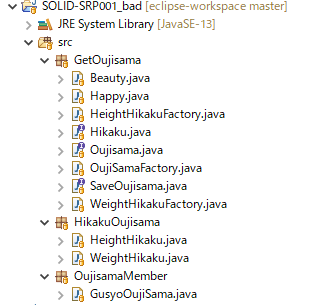 SOLID-SRP001_bad [eclipse-workspace master]
JRE System Library [JavaSE-13]
src
GetOujisama
Beauty.java
Happy.java
HeightHikakuFactory.java
Hikaku.java
Oujisama.java
OujiSamaFactory.java
SaveOujisama.java
WeightHikakuFactory.java
HikakuOujisama
HeightHikaku.java
WeightHikaku.java
OujisamaMember
GusyoOujiSama.java